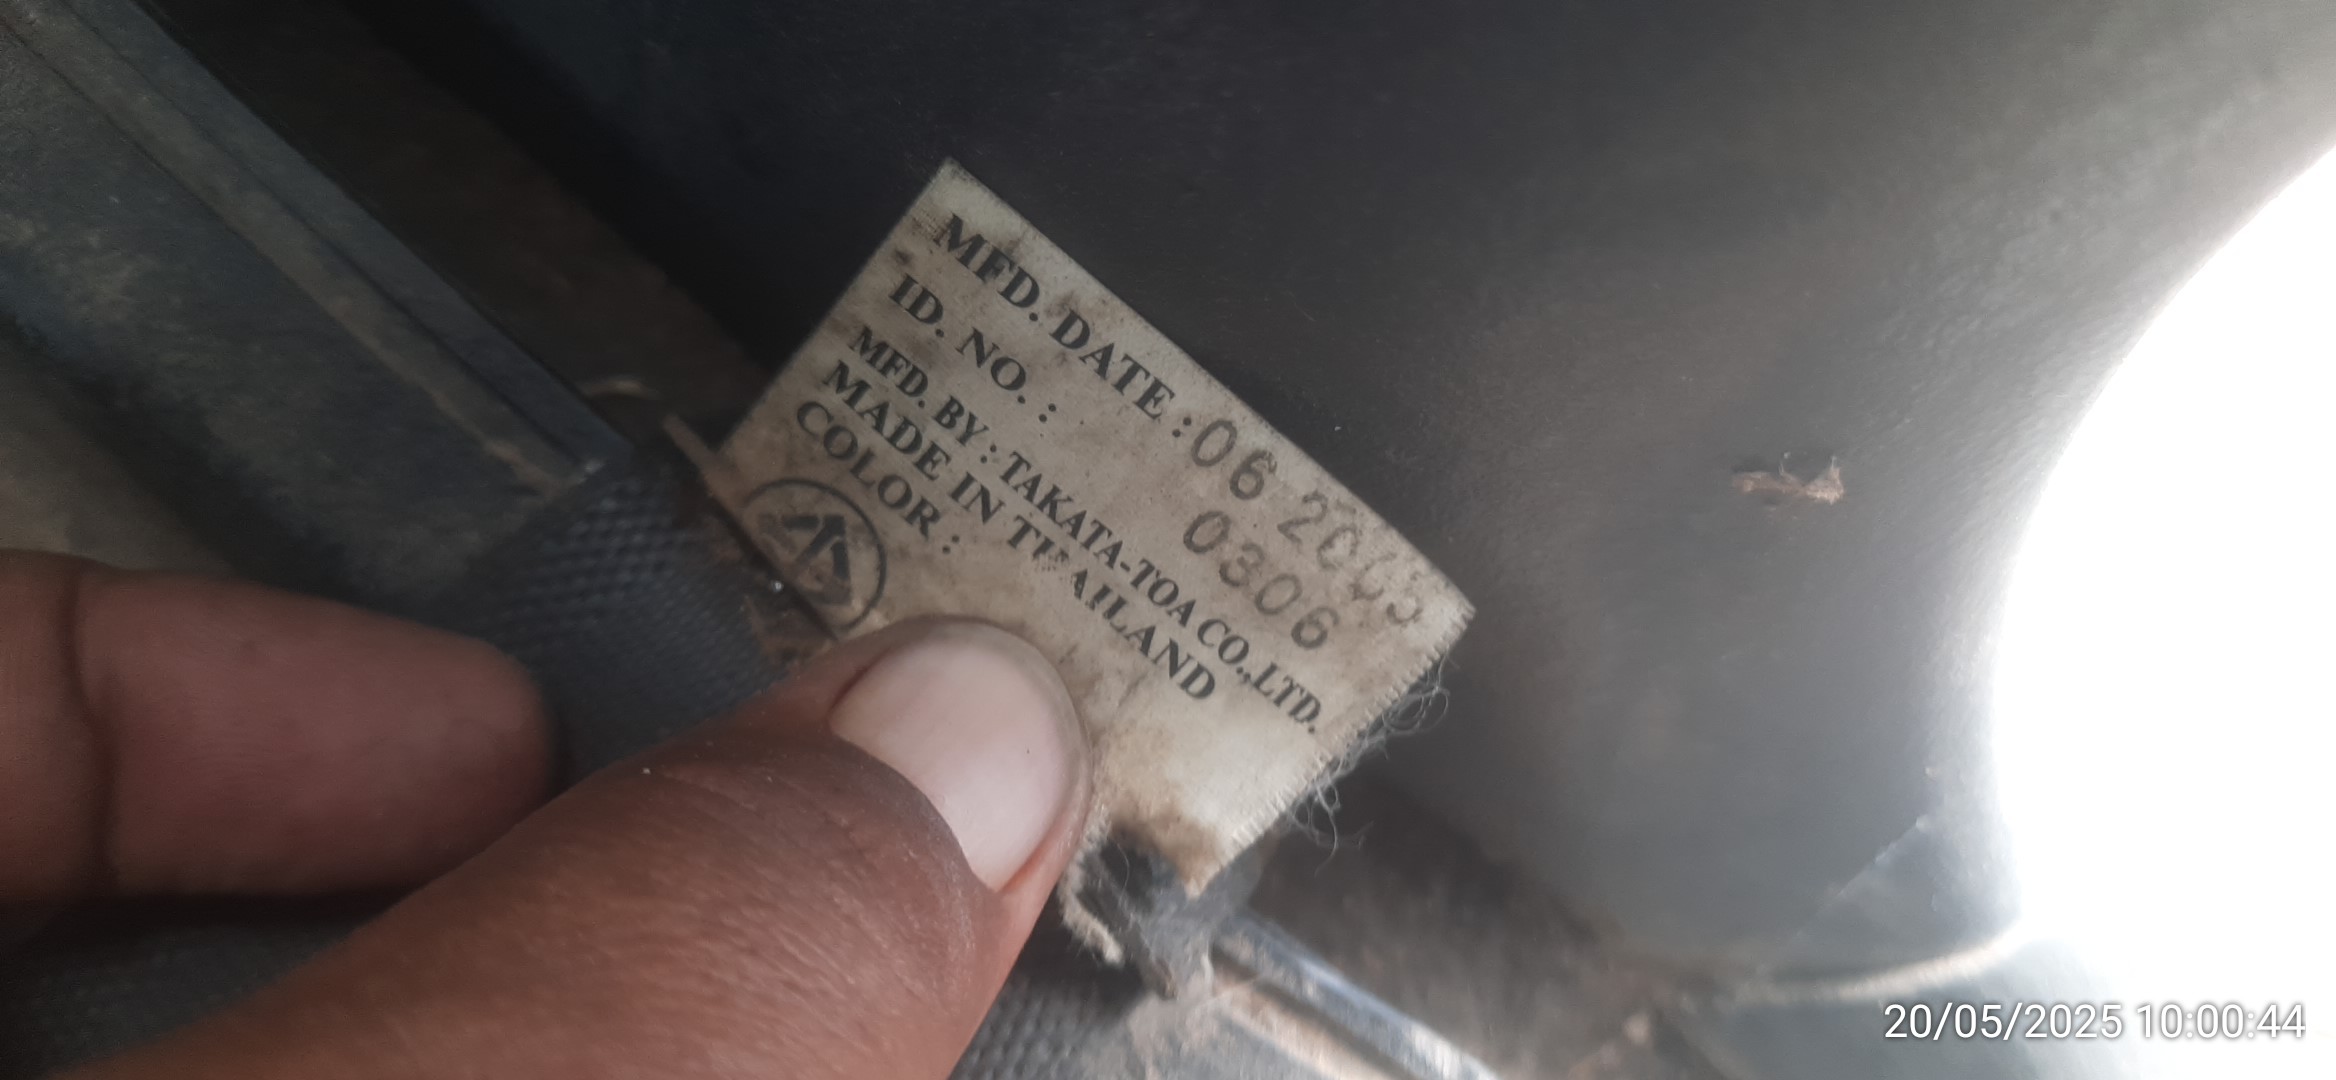 MFD. DATE : 06 2005
ID. NO. : 0306
MFD. BY : TAKATA-TOA CO.,LTD.
MADE IN THAILAND
COLOR :
20/05/2025 10:00:44